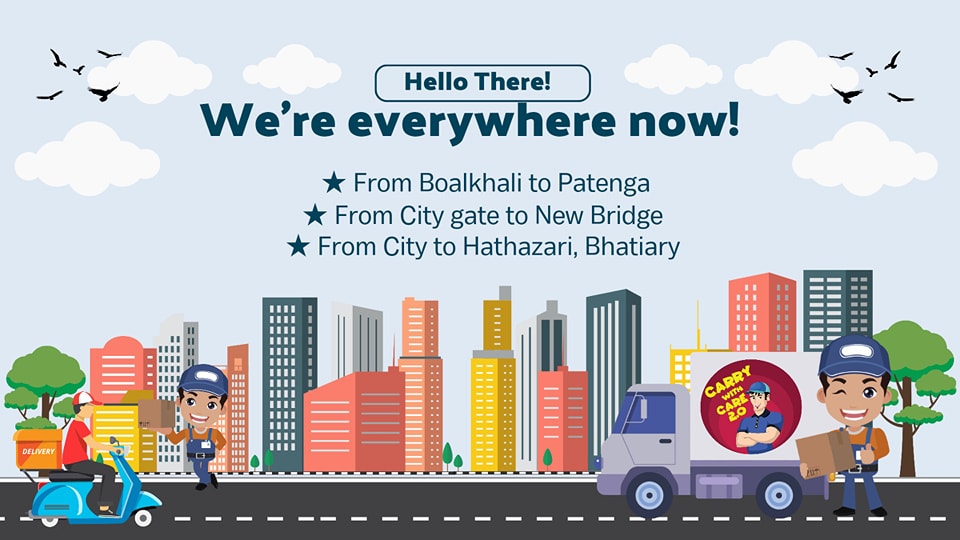 Hello There!
We're everywhere now!
★ From Boalkhali to Patenga
★ From City gate to New Bridge
★ From City to Hathazari, Bhatiary
DELIVERY
CARRY
WITH
CARE
2.0